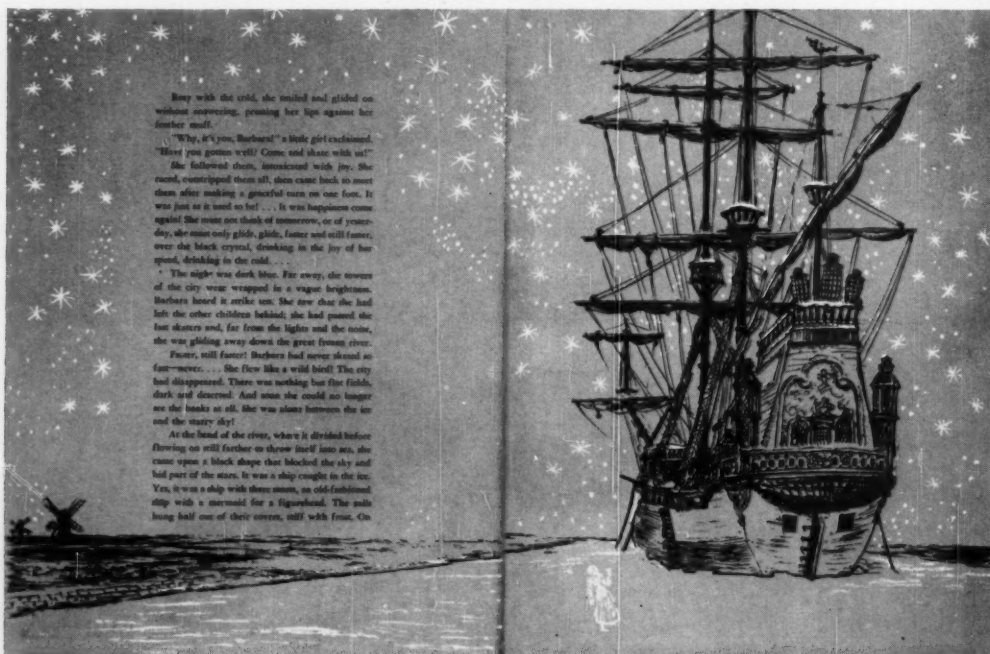 Rosy with the cold, she smiled and glided on
without answering, pressing her lips against her
feather muff.
"Why, it's you, Barbara!" a little girl exclaimed.
"Have you gotten well? Come and skate with us!"
She followed them, intoxicated with joy. She
raced, outstripped them all, then came back to meet
them after making a graceful turn on one foot. It
was just as it used to be! . . . It was happiness come
again! She must not think of tomorrow, or of yester-
day, she must only glide, glide, faster and still faster,
over the black crystal, drinking in the joy of her
speed, drinking in the cold. . . .
The night was dark blue. Far away, the towers
of the city were wrapped in a vague brightness.
Barbara heard it strike ten. She saw that she had
left the other children behind; she had passed the
last skaters and, far from the lights and the noise,
she was gliding away down the great frozen river.
Faster, still faster! Barbara had never skated so
fast—never. . . . She flew like a wild bird! The city
had disappeared. There was nothing but flat fields,
dark and deserted. And soon she could no longer
see the banks at all. She was alone between the ice
and the starry sky!
At the bend of the river, where it divided before
flowing on still farther to throw itself into sea, she
came upon a black shape that blocked the sky and
hid part of the stars. It was a ship caught in the ice.
Yes, it was a ship with three masts, an old-fashioned
ship with a mermaid for a figurehead. The sails
hung half out of their covers, stiff with frost. On